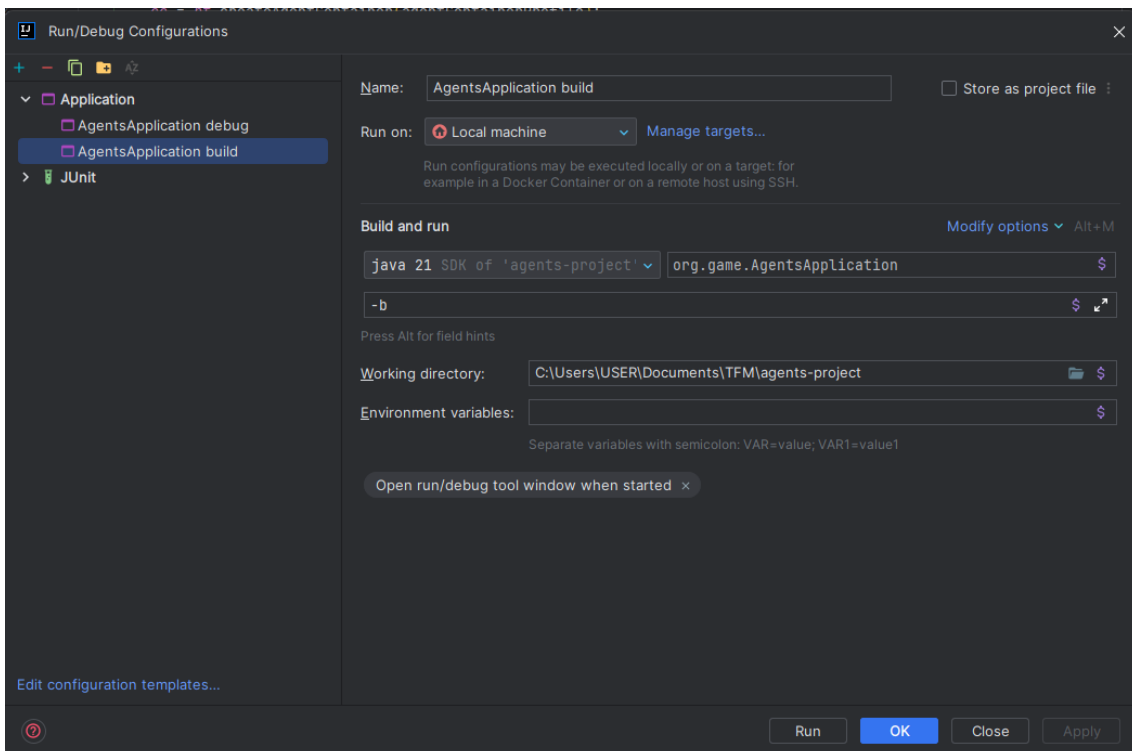 Run/Debug Configurations
Application
AgentsApplication debug
AgentsApplication build
JUnit
Edit configuration templates...
Name: AgentsApplication build
Store as project file
Run on: Local machine
Manage targets...
Run configurations may be executed locally or on a target: for
example in a Docker Container or on a remote host using SSH.
Build and run
Modify options Alt+M
java 21 SDK of 'agents-project' org.game.AgentsApplication
-b
Press Alt for field hints
Working directory: C:\Users\USER\Documents\TFM\agents-project
Environment variables:
Separate variables with semicolon: VAR=value; VAR1=value1
Open run/debug tool window when started ×
Run OK Close Apply